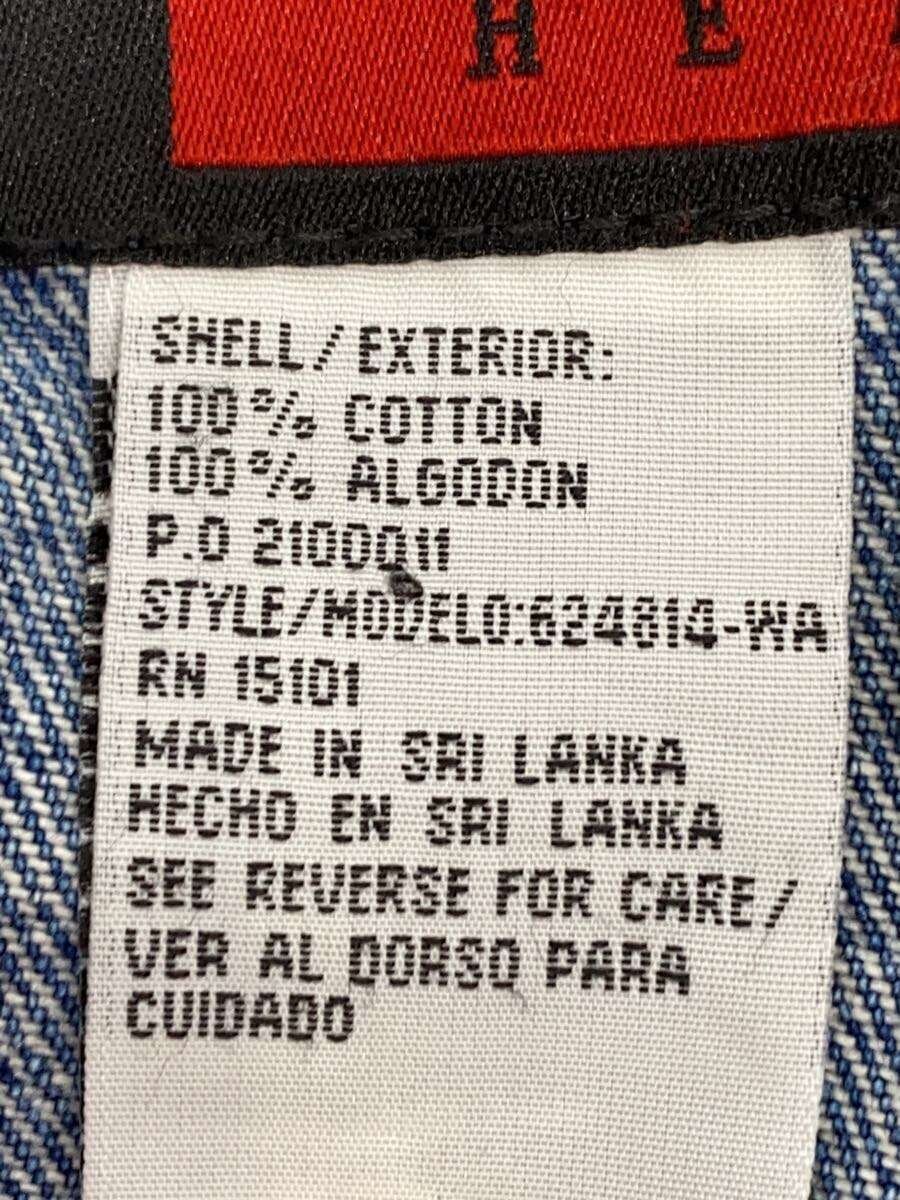 H E
SHELL/ EXTERIOR:
100% COTTON
100% ALGODON
P.O 2100011
STYLE/MODELO:624814-WA
RN 15101
MADE IN SRI LANKA
HECHO EN SRI LANKA
SEE REVERSE FOR CARE/
VER AL DORSO PARA
CUIDADO